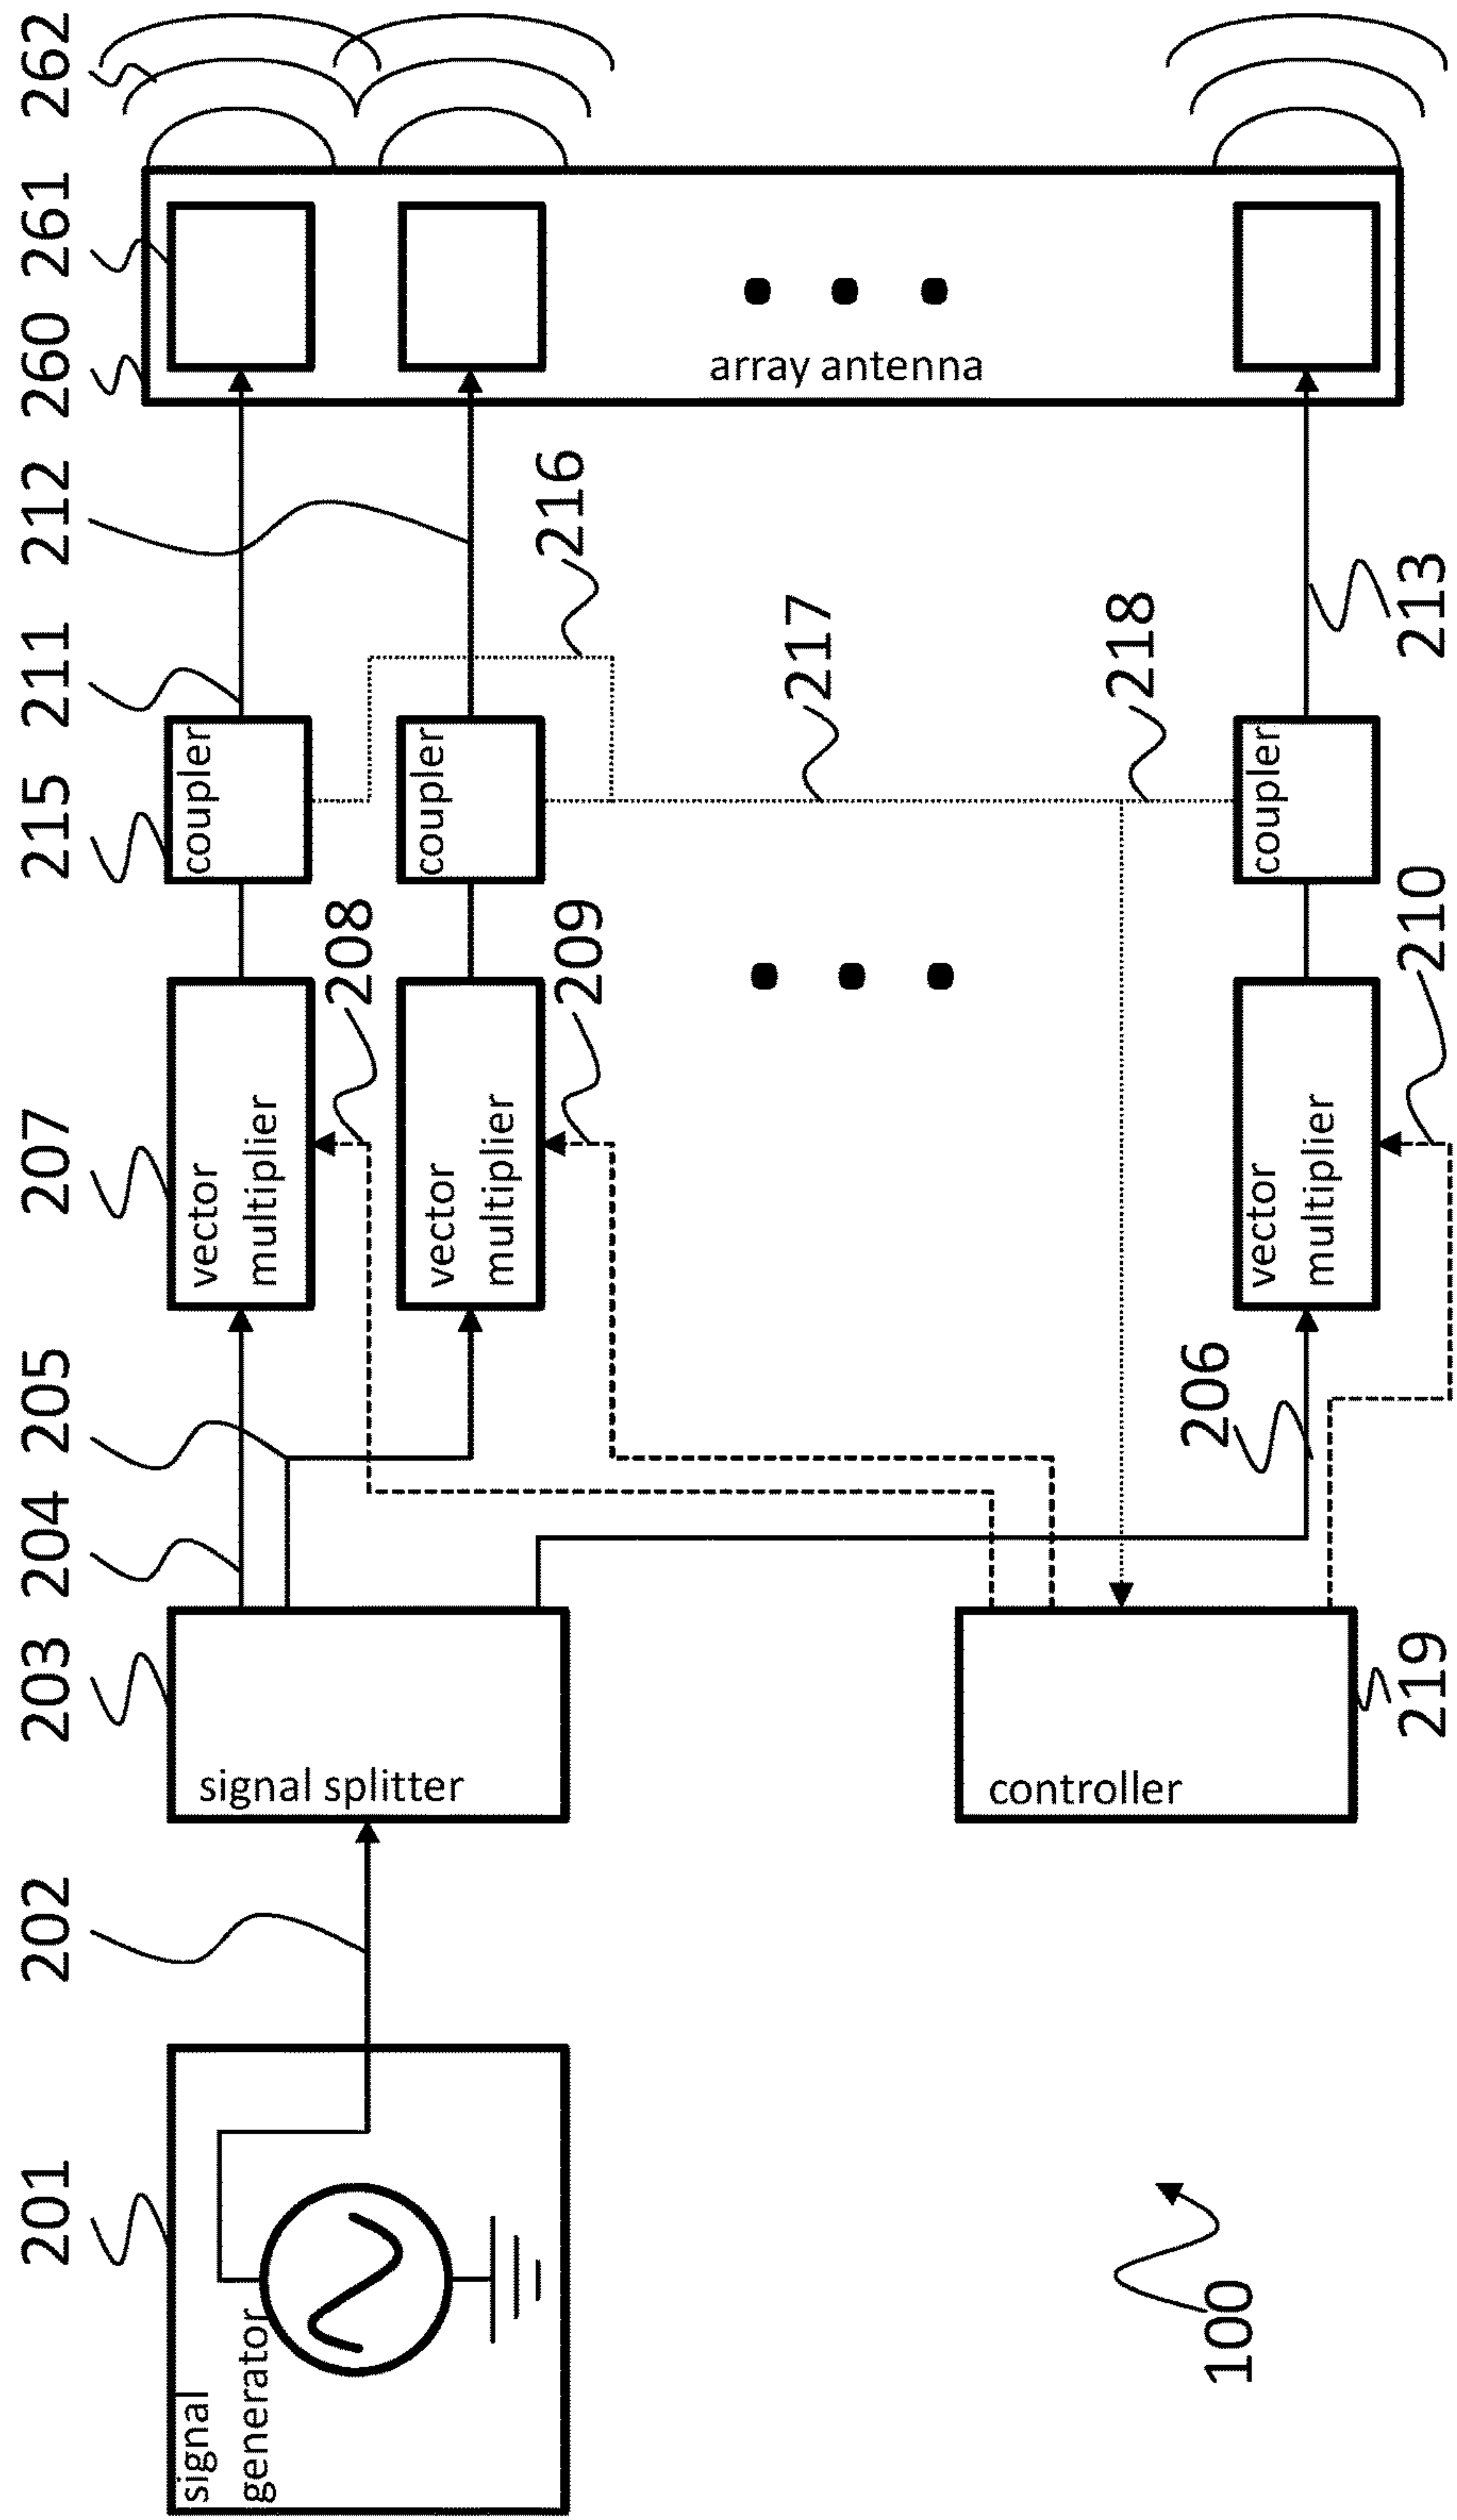 201
202
203
204
205
207
215
211
212
260
261
262
signal
generator
signal splitter
vector
multiplier
208
coupler
vector
multiplier
209
coupler
216
array antenna
217
218
controller
206
vector
multiplier
coupler
100
219
210
213